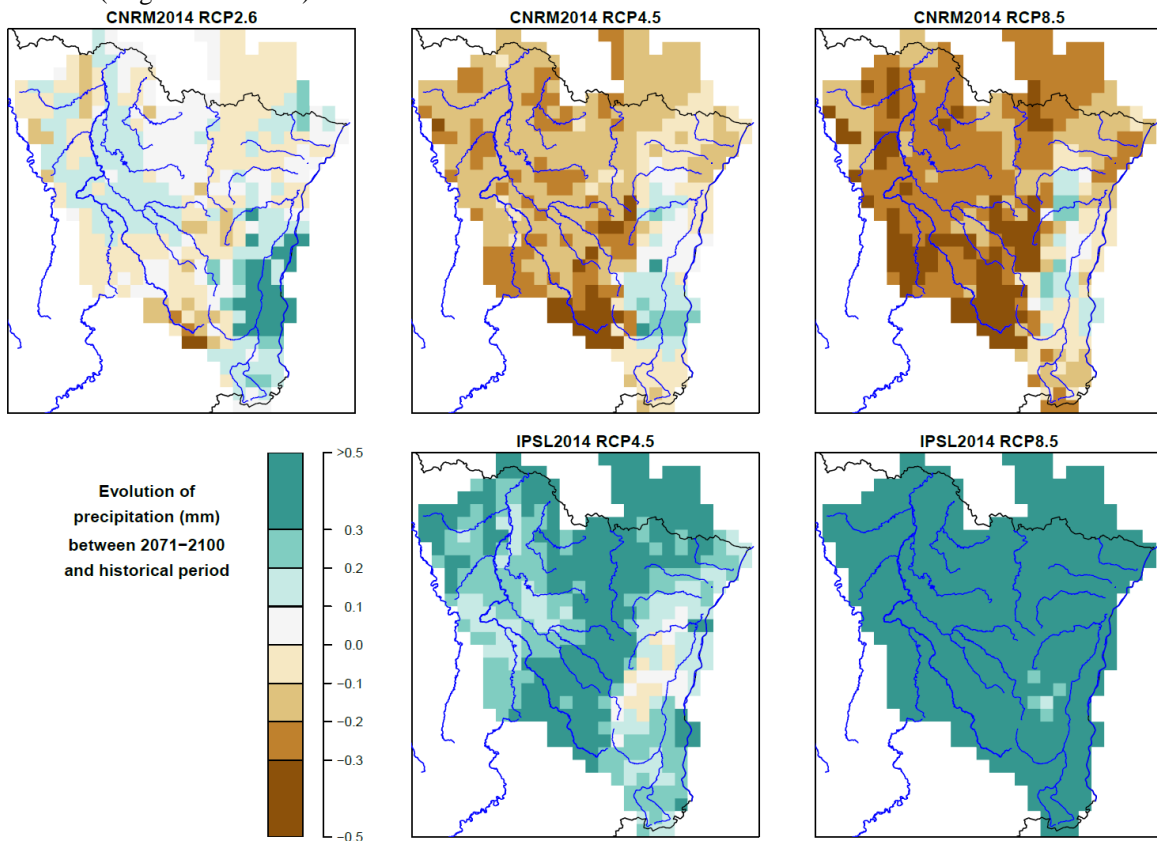 CNRM2014 RCP2.6
CNRM2014 RCP4.5
CNRM2014 RCP8.5
IPSL2014 RCP4.5
IPSL2014 RCP8.5
Evolution of
precipitation (mm)
between 2071−2100
and historical period
>0.5
0.3
0.2
0.1
0.0
−0.1
−0.2
−0.3
−0.5